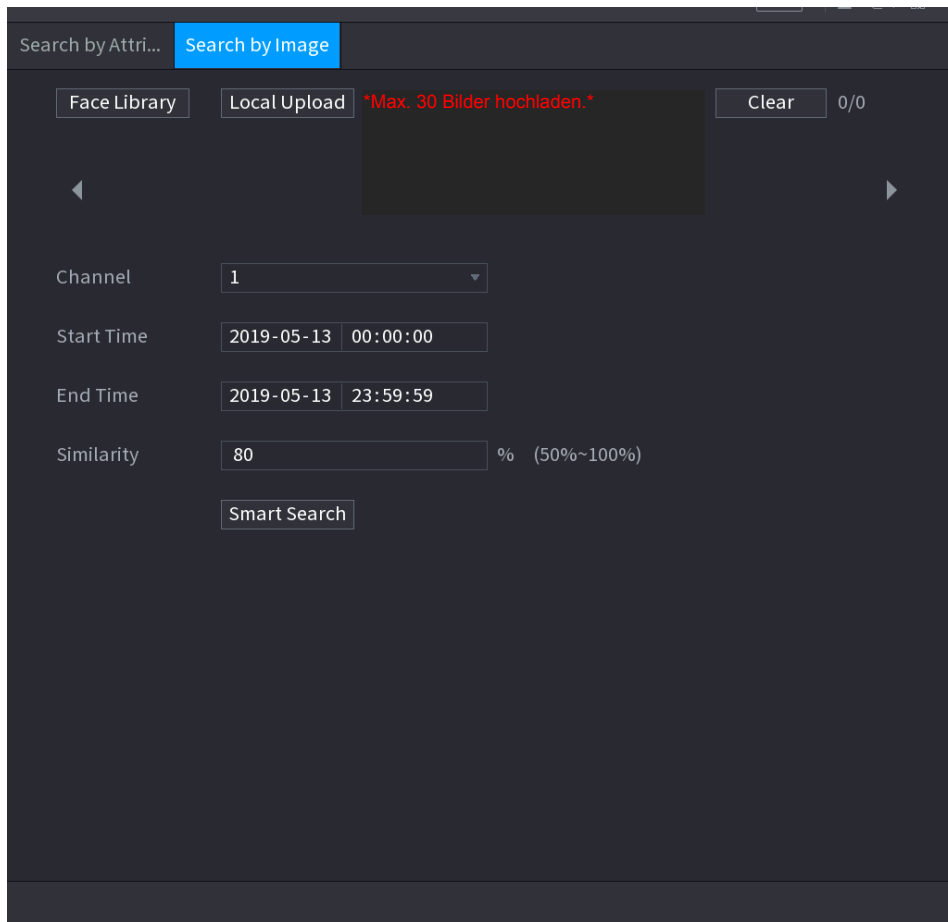 Search by Attri... Search by Image
Face Library Local Upload *Max. 30 Bilder hochladen.* Clear 0/0
Channel 1
Start Time 2019-05-13 00:00:00
End Time 2019-05-13 23:59:59
Similarity 80 % (50%~100%)
Smart Search